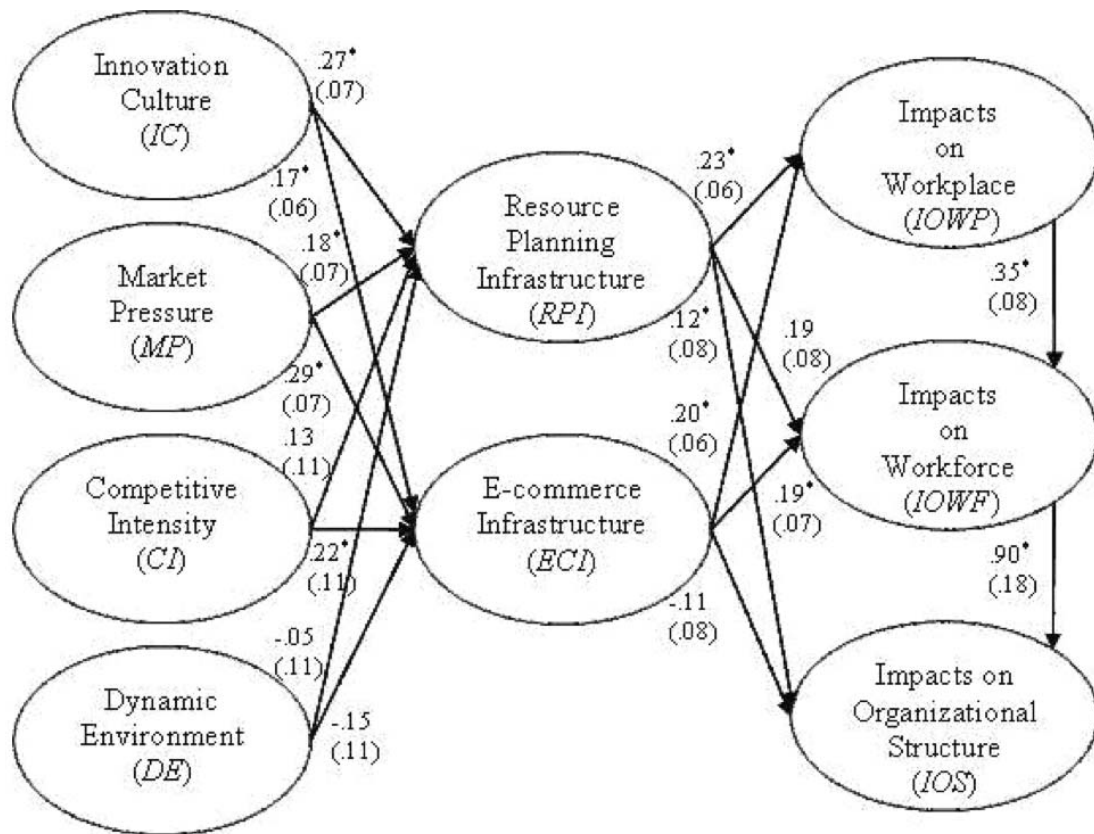 Innovation
Culture
(IC)
.27*
(.07)
.17*
(.06)
Market
Pressure
(MP)
.18*
(.07)
.29*
(.07)
Competitive
Intensity
(CI)
.13
(.11)
.22*
(.11)
Dynamic
Environment
(DE)
-.05
(.11)
-.15
(.11)
Resource
Planning
Infrastructure
(RPI)
.23*
(.06)
.19
(.08)
.12*
(.08)
E-commerce
Infrastructure
(ECI)
.20*
(.06)
.19*
(.07)
-.11
(.08)
Impacts
on
Workplace
(IOWP)
.35*
(.08)
Impacts
on
Workforce
(IOWF)
.90*
(.18)
Impacts on
Organizational
Structure
(IOS)